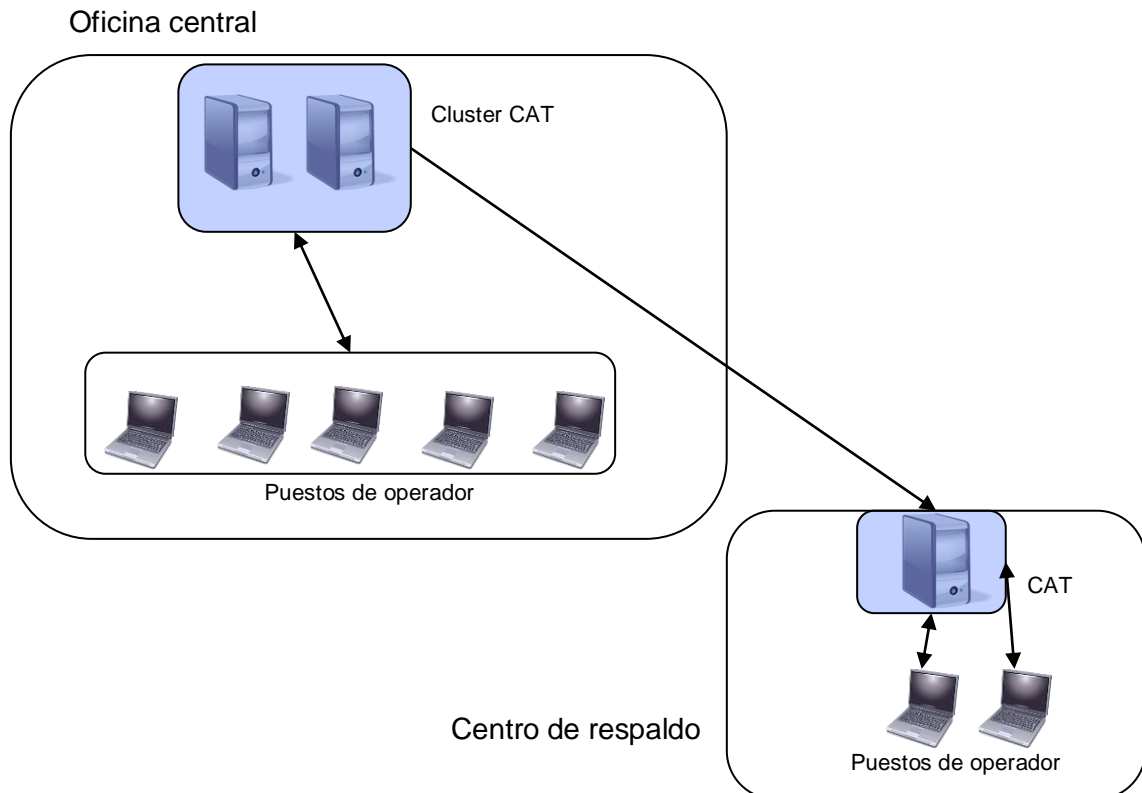 Oficina central
Cluster CAT
Puestos de operador
CAT
Centro de respaldo
Puestos de operador